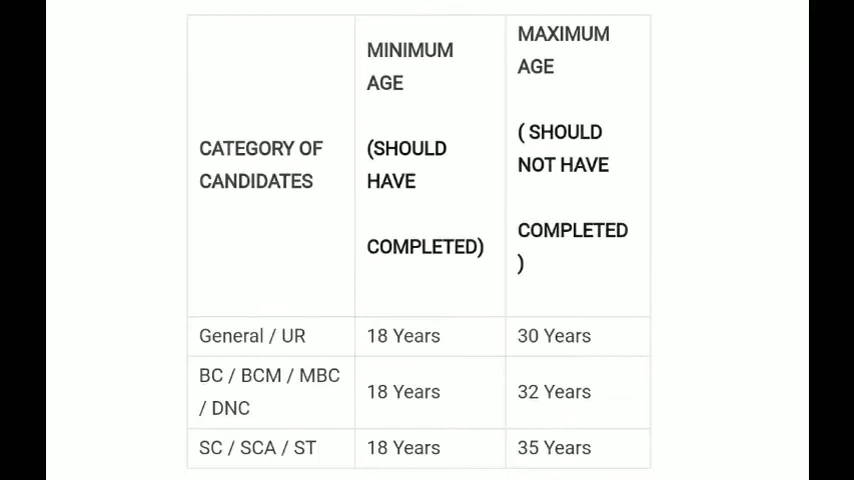 CATEGORY OF
CANDIDATES
MINIMUM
AGE
(SHOULD
HAVE
COMPLETED)
MAXIMUM
AGE
( SHOULD
NOT HAVE
COMPLETED
)
General / UR
18 Years
30 Years
BC / BCM / MBC
/ DNC
18 Years
32 Years
SC / SCA / ST
18 Years
35 Years